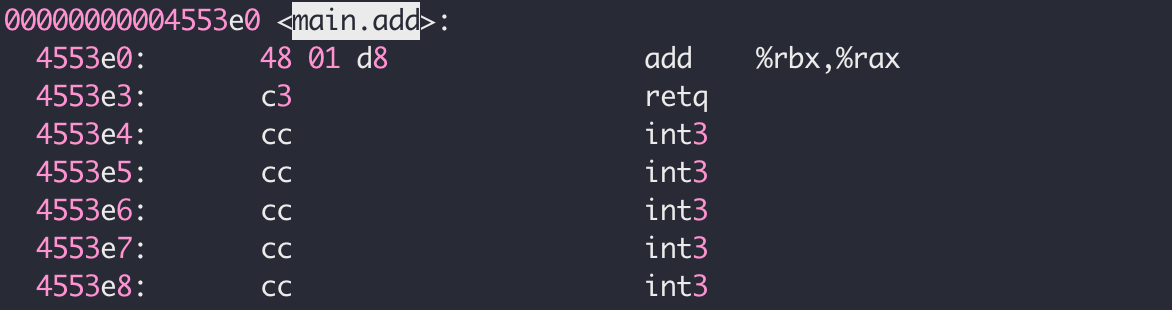 00000000004553e0 <main.add>:
4553e0: 48 01 d8 add %rbx,%rax
4553e3: c3 retq
4553e4: cc int3
4553e5: cc int3
4553e6: cc int3
4553e7: cc int3
4553e8: cc int3